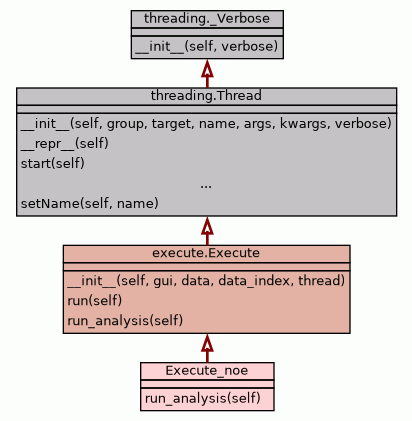 threading._Verbose
__init__(self, verbose)
threading.Thread
__init__(self, group, target, name, args, kwargs, verbose)
__repr__(self)
start(self)
...
setName(self, name)
execute.Execute
__init__(self, gui, data, data_index, thread)
run(self)
run_analysis(self)
Execute_noe
run_analysis(self)